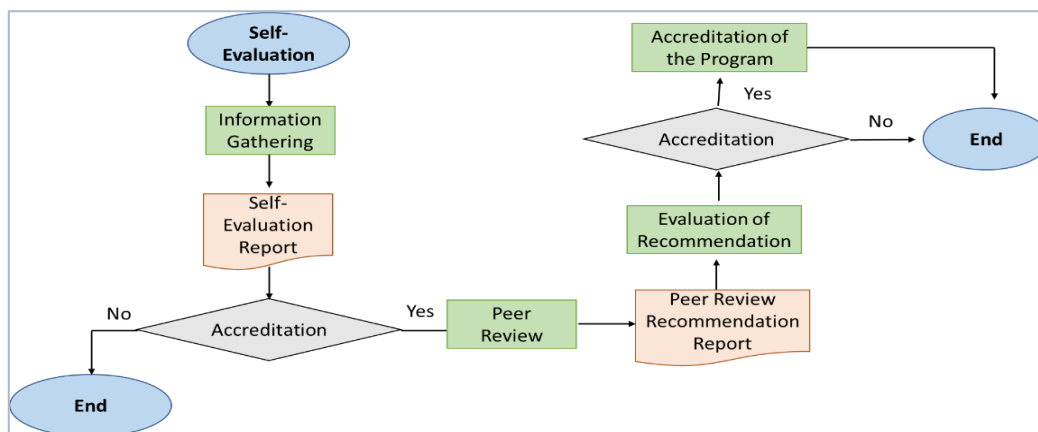 Self-
Evaluation
Information
Gathering
Self-
Evaluation
Report
Accreditation
No
Yes
End
Peer
Review
Peer Review
Recommendation
Report
Evaluation of
Recommendation
Accreditation
Yes
No
Accreditation of
the Program
End